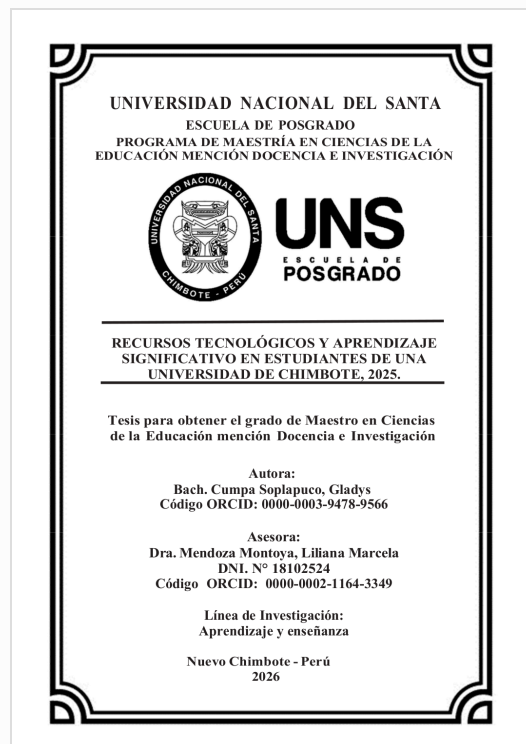 UNIVERSIDAD NACIONAL DEL SANTA
ESCUELA DE POSGRADO
PROGRAMA DE MAESTRÍA EN CIENCIAS DE LA
EDUCACIÓN MENCIÓN DOCENCIA E INVESTIGACIÓN
UNIVERSIDAD NACIONAL DEL SANTA
CHIMBOTE - PERÚ
UNS
ESCUELA DE
POSGRADO
RECURSOS TECNOLÓGICOS Y APRENDIZAJE
SIGNIFICATIVO EN ESTUDIANTES DE UNA
UNIVERSIDAD DE CHIMBOTE, 2025.
Tesis para obtener el grado de Maestro en Ciencias
de la Educación mención Docencia e Investigación
Autora:
Bach. Cumpa Soplapuco, Gladys
Código ORCID: 0000-0003-9478-9566
Asesora:
Dra. Mendoza Montoya, Liliana Marcela
DNI. N° 18102524
Código ORCID: 0000-0002-1164-3349
Línea de Investigación:
Aprendizaje y enseñanza
Nuevo Chimbote - Perú
2026